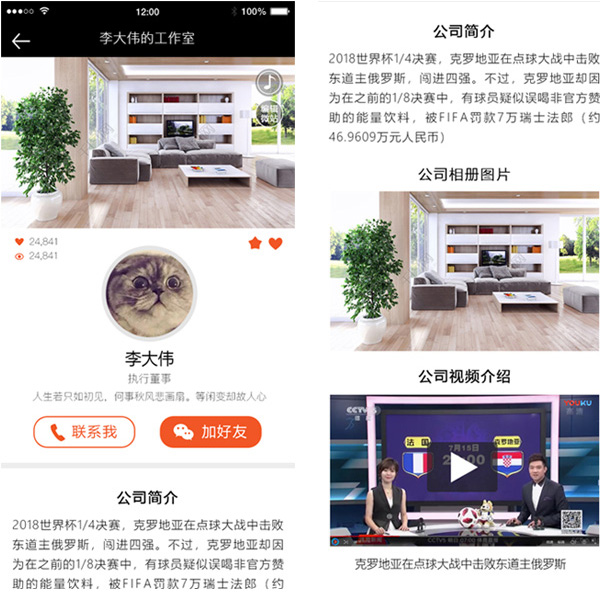 12:00
100%
李大伟的工作室
编辑
微站
24,841
24,841
李大伟
执行董事
人生若只如初见，何事秋风悲画扇。等闲变却故人心
联系我
加好友
公司简介
2018世界杯1/4决赛，克罗地亚在点球大战中击败
东道主俄罗斯，闯进四强。不过，克罗地亚却因
为在之前的1/8决赛中，有球员疑似误喝非官方赞
助的能量饮料，被FIFA罚款7万瑞士法郎（约
公司简介
2018世界杯1/4决赛，克罗地亚在点球大战中击败
东道主俄罗斯，闯进四强。不过，克罗地亚却因
为在之前的1/8决赛中，有球员疑似误喝非官方赞
助的能量饮料，被FIFA罚款7万瑞士法郎（约
46.9609万元人民币）
公司相册图片
公司视频介绍
CCTV5
YOUKU
法国
克罗地亚
7月15日
克罗地亚在点球大战中击败东道主俄罗斯